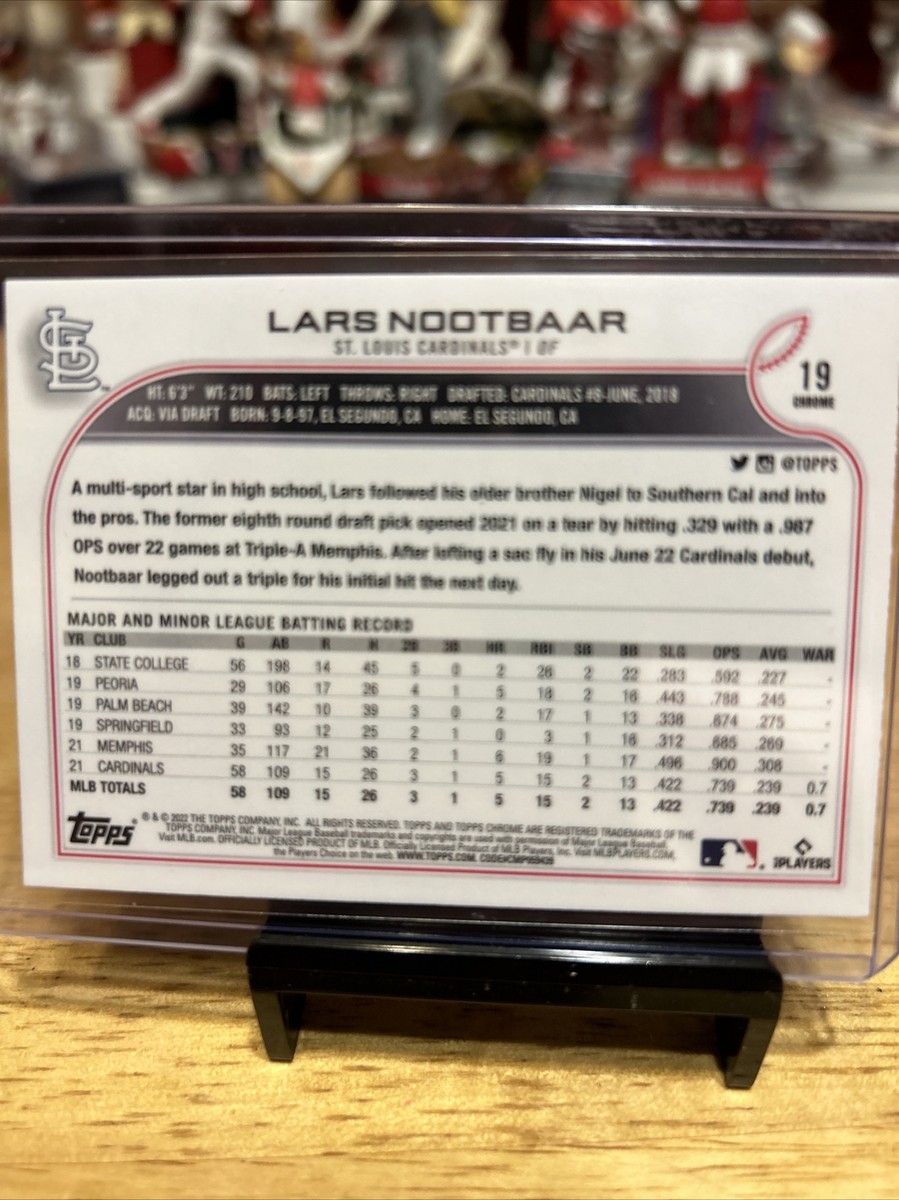 LARS NOOTBAAR
ST. LOUIS CARDINALS® | OF
19
CHROME
HT: 6'3" WT: 210 BATS: LEFT THROWS: RIGHT DRAFTED: CARDINALS #8-JUNE, 2018
ACQ: VIA DRAFT BORN: 9-8-97, EL SEGUNDO, CA HOME: EL SEGUNDO, CA
@TOPPS
A multi-sport star in high school, Lars followed his older brother Nigel to Southern Cal and into
the pros. The former eighth round draft pick opened 2021 on a tear by hitting .329 with a .987
OPS over 22 games at Triple-A Memphis. After lofting a sac fly in his June 22 Cardinals debut,
Nootbaar legged out a triple for his initial hit the next day.
MAJOR AND MINOR LEAGUE BATTING RECORD
YR CLUB G AB R H 2B 3B HR RBI SB BB SLG OPS AVG WAR
18 STATE COLLEGE 56 198 14 45 5 0 2 26 2 22 .283 .592 .227 -
19 PEORIA 29 106 17 26 4 1 5 18 2 16 .443 .788 .245 -
19 PALM BEACH 39 142 10 39 3 0 2 17 1 13 .338 .674 .275 -
19 SPRINGFIELD 33 93 12 25 2 1 0 3 1 16 .312 .685 .269 -
21 MEMPHIS 35 117 21 36 2 1 6 19 1 17 .496 .900 .308 -
21 CARDINALS 58 109 15 26 3 1 5 15 2 13 .422 .739 .239 0.7
MLB TOTALS 58 109 15 26 3 1 5 15 2 13 .422 .739 .239 0.7
topps®
® & © 2022 THE TOPPS COMPANY, INC. ALL RIGHTS RESERVED. TOPPS AND TOPPS CHROME ARE REGISTERED TRADEMARKS OF THE
TOPPS COMPANY, INC. Major League Baseball trademarks and copyrights are used with permission of Major League Baseball.
Visit MLB.com. OFFICIALLY LICENSED PRODUCT OF MLB. Officially Licensed Product of MLB Players, Inc. Visit MLBPLAYERS.COM,
the Players Choice on the web. WWW.TOPPS.COM.
PLAYERS